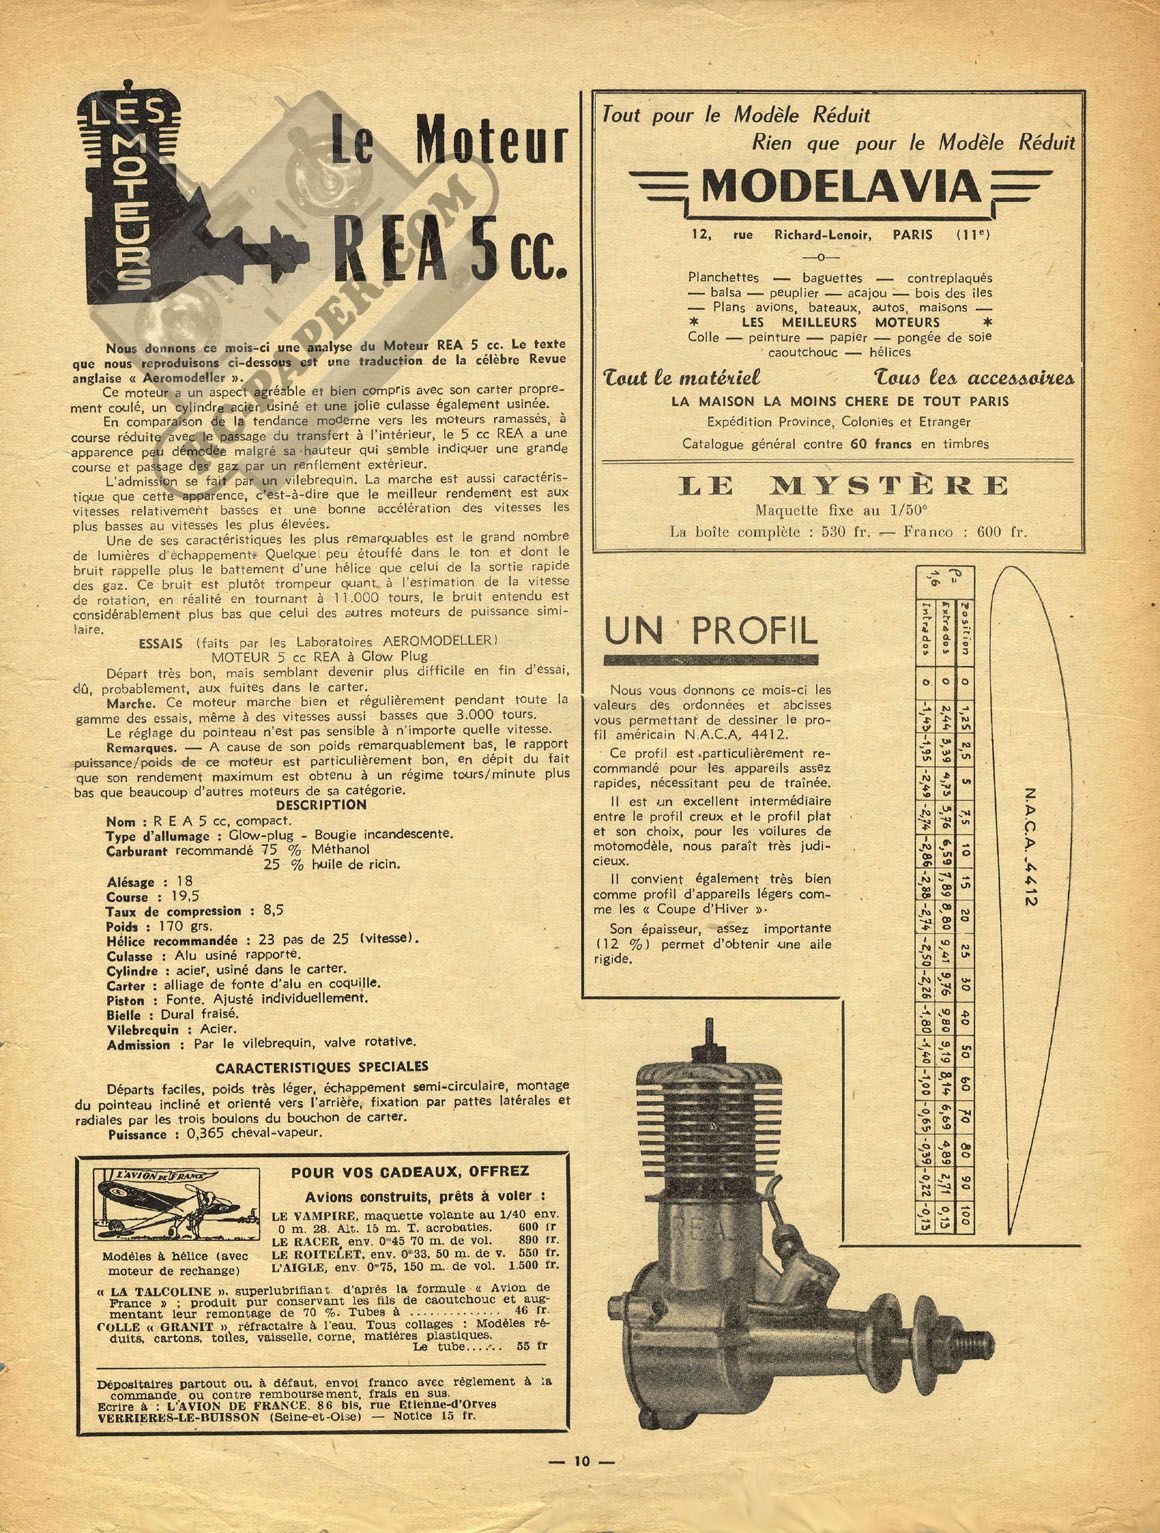 LES
MOTEURS
Le Moteur
REA 5 cc.
RC-PAPER.COM
Nous donnons ce mois-ci une analyse du Moteur REA 5 cc. Le texte
que nous reproduisons ci-dessous est une traduction de la célèbre Revue
anglaise « Aeromodeller ».
Ce moteur a un aspect agréable et bien compris avec son carter propre-
ment coulé, un cylindre acier usiné et une jolie culasse également usinée.
En comparaison de la tendance moderne vers les moteurs ramassés, à
course réduite avec le passage du transfert à l'intérieur, le 5 cc REA a une
apparence peu démodée malgré sa hauteur qui semble indiquer une grande
course et passage des gaz par un renflement extérieur.
L'admission se fait par un vilebrequin. La marche est aussi caractéris-
tique que cette apparence, c'est-à-dire que le meilleur rendement est aux
vitesses relativement basses et une bonne accélération des vitesses les
plus basses au vitesses les plus élevées.
Une de ses caractéristiques les plus remarquables est le grand nombre
de lumières d'échappement. Quelque peu étouffé dans le ton et dont le
bruit rappelle plus le battement d'une hélice que celui de la sortie rapide
des gaz. Ce bruit est plutôt trompeur quant à l'estimation de la vitesse
de rotation, en réalité en tournant à 11.000 tours, le bruit entendu est
considérablement plus bas que celui des autres moteurs de puissance simi-
laire.
ESSAIS (faits par les Laboratoires AEROMODELLER)
MOTEUR 5 cc REA à Glow Plug
Départ très bon, mais semblant devenir plus difficile en fin d'essai,
dû, probablement, aux fuites dans le carter.
Marche. Ce moteur marche bien et régulièrement pendant toute la
gamme des essais, même à des vitesses aussi basses que 3.000 tours.
Le réglage du pointeau n'est pas sensible à n'importe quelle vitesse.
Remarques. — A cause de son poids remarquablement bas, le rapport
puissance/poids de ce moteur est particulièrement bon, en dépit du fait
que son rendement maximum est obtenu à un régime tours/minute plus
bas que beaucoup d'autres moteurs de sa catégorie.
DESCRIPTION
Nom : R E A 5 cc, compact.
Type d'allumage : Glow-plug - Bougie incandescente.
Carburant recommandé 75 % Méthanol
25 % huile de ricin.
Alésage : 18
Course : 19,5
Taux de compression : 8,5
Poids : 170 grs.
Hélice recommandée : 23 pas de 25 (vitesse).
Culasse : Alu usiné rapporte.
Cylindre : acier, usiné dans le carter.
Carter : alliage de fonte d'alu en coquille.
Piston : Fonte. Ajusté individuellement.
Bielle : Dural fraisé.
Vilebrequin : Acier.
Admission : Par le vilebrequin, valve rotative.
CARACTERISTIQUES SPECIALES
Départs faciles, poids très léger, échappement semi-circulaire, montage
du pointeau incliné et orienté vers l'arrière, fixation par pattes latérales et
radiales par les trois boulons du bouchon de carter.
Puissance : 0,365 cheval-vapeur.
L'AVION DE FRANCE
Modèles à hélice (avec
moteur de rechange)
POUR VOS CADEAUX, OFFREZ
Avions construits, prêts à voler :
LE VAMPIRE, maquette volante au 1/40 env.
0 m. 28. Alt. 15 m. T. acrobaties. 600 fr
LE RACER, env. 0m45 70 m. de vol. 890 fr.
LE ROITELET, env. 0m33, 50 m. de v. 550 fr.
L'AIGLE, env. 0m75, 150 m. de vol. 1.500 fr.
« LA TALCOLINE ». superlubrifiant. d'après la formule « Avion de
France » ; produit pur conservant les fils de caoutchouc et aug-
mentant leur remontage de 70 %. Tubes à .............. 46 fr.
COLLE « GRANIT » réfractaire à l'eau. Tous collages : Modèles ré-
duits, cartons, toiles, vaisselle, corne, matières plastiques.
Le tube...... 55 fr
Dépositaires partout ou, à défaut, envoi franco avec règlement à la
commande ou contre remboursement, frais en sus.
Ecrire à : L'AVION DE FRANCE, 86 bis, rue Etienne-d'Orves
VERRIERES-LE-BUISSON (Seine-et-Oise) — Notice 15 fr.
Tout pour le Modèle Réduit
Rien que pour le Modèle Réduit
MODELAVIA
12, rue Richard-Lenoir, PARIS (11e)
—o—
Planchettes — baguettes — contreplaqués
— balsa — peuplier — acajou — bois des iles
— Plans avions, bateaux, autos, maisons —
* LES MEILLEURS MOTEURS *
Colle — peinture — papier — pongée de soie
caoutchouc — hélices
Tout le matériel Tous les accessoires
LA MAISON LA MOINS CHERE DE TOUT PARIS
Expédition Province, Colonies et Etranger
Catalogue général contre 60 francs en timbres
LE MYSTÈRE
Maquette fixe au 1/50e
La boîte complète : 530 fr. — Franco : 600 fr.
UN PROFIL
Nous vous donnons ce mois-ci les
valeurs des ordonnées et abcisses
vous permettant de dessiner le pro-
fil américain N.A.C.A. 4412.
Ce profil est particulièrement re-
commandé pour les appareils assez
rapides, nécessitant peu de traînée.
Il est un excellent intermédiaire
entre le profil creux et le profil plat
et son choix, pour les voilures de
motomodèle, nous paraît très judi-
cieux.
Il convient également très bien
comme profil d'appareils légers com-
me les « Coupe d'Hiver ».
Son épaisseur, assez importante
(12 %) permet d'obtenir une aile
rigide.
N.A.C.A. 4412
ρ= 1,6
Position 0 1,25 2,5 5 7,5 10 15 20 25 30 40 50 60 70 80 90 100
Extrados 0 2,44 3,39 4,73 5,76 6,59 7,89 8,80 9,41 9,76 9,80 9,19 8,14 6,69 4,89 2,71 0,13
Intrados 0 -1,43 -1,95 -2,49 -2,74 -2,86 -2,88 -2,74 -2,50 -2,26 -1,80 -1,40 -1,00 -0,65 -0,39 -0,22 -0,13
REA
— 10 —